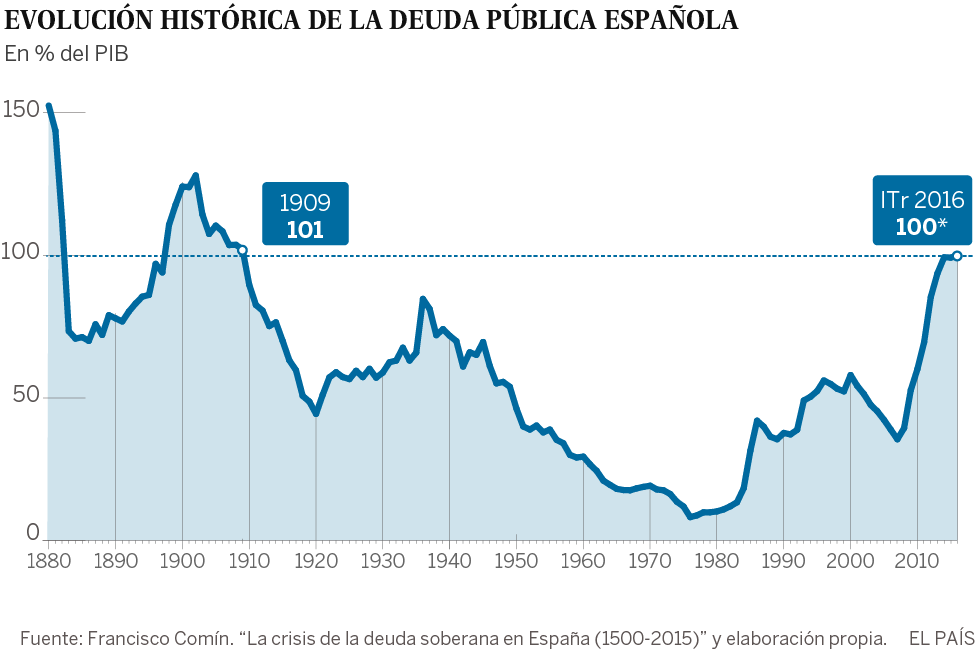 EVOLUCIÓN HISTÓRICA DE LA DEUDA PÚBLICA ESPAÑOLA
En % del PIB
150
1909
101
ITr 2016
100*
100
50
0
1880 1890 1900 1910 1920 1930 1940 1950 1960 1970 1980 1990 2000 2010
Fuente: Francisco Comín. “La crisis de la deuda soberana en España (1500-2015)” y elaboración propia. EL PAÍS